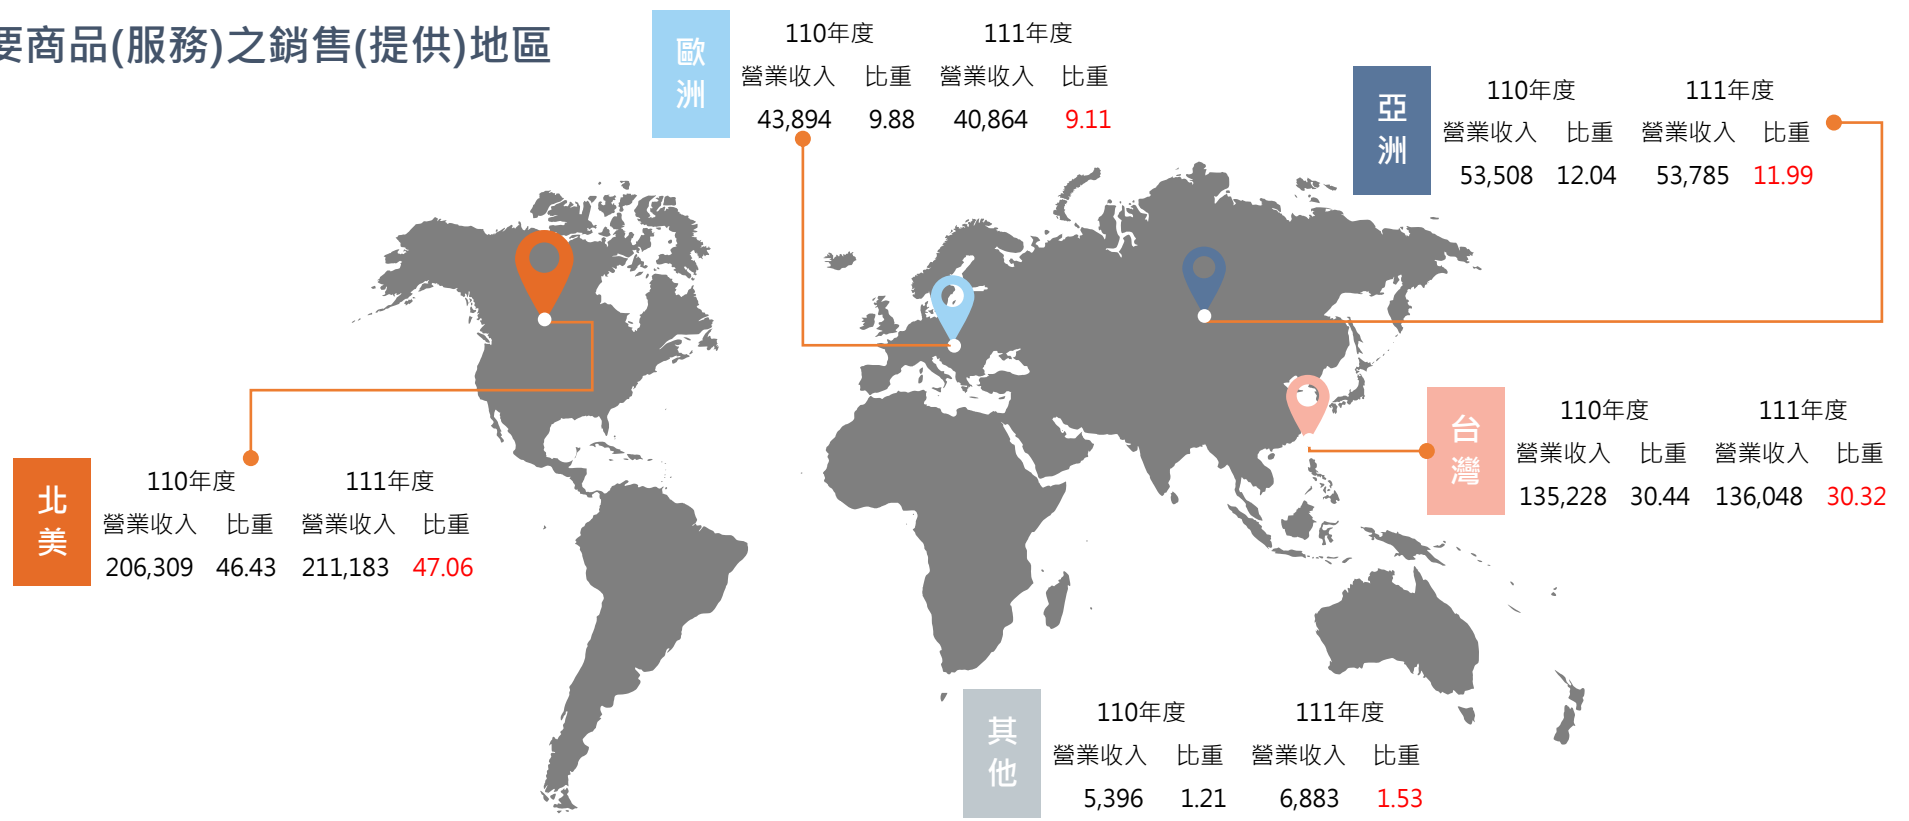 要商品(服務)之銷售(提供)地區
歐洲
110年度 111年度
營業收入 比重 營業收入 比重
43,894 9.88 40,864 9.11
亞洲
110年度 111年度
營業收入 比重 營業收入 比重
53,508 12.04 53,785 11.99
台灣
110年度 111年度
營業收入 比重 營業收入 比重
135,228 30.44 136,048 30.32
北美
110年度 111年度
營業收入 比重 營業收入 比重
206,309 46.43 211,183 47.06
其他
110年度 111年度
營業收入 比重 營業收入 比重
5,396 1.21 6,883 1.53